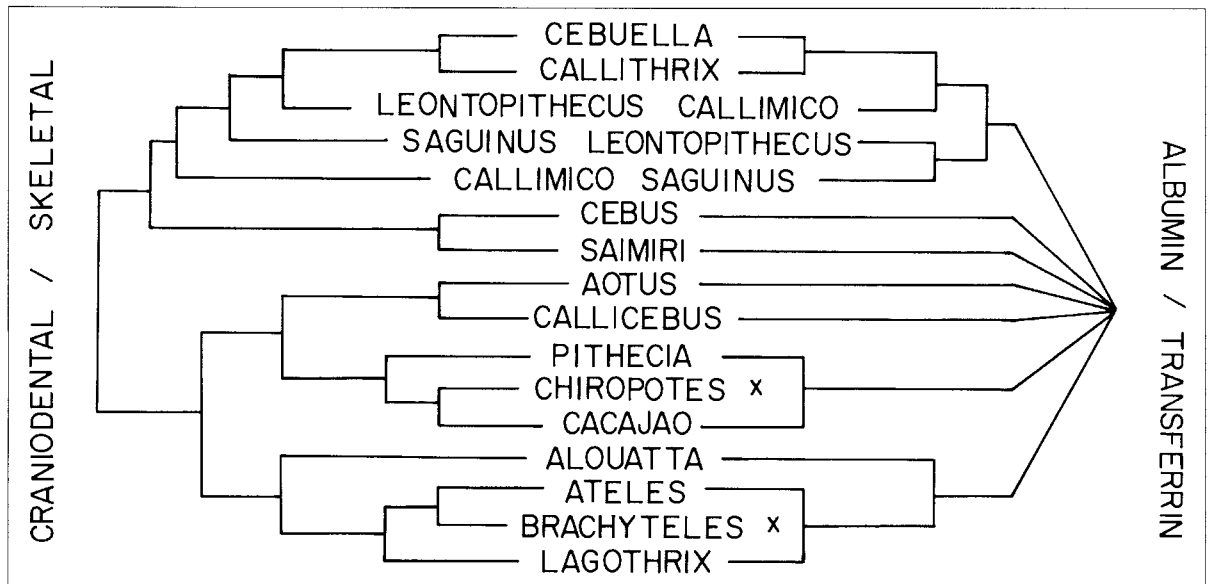 CRANIODENTAL / SKELETAL
CEBUELLA
CALLITHRIX
LEONTOPITHECUS CALLIMICO
SAGUINUS LEONTOPITHECUS
CALLIMICO SAGUINUS
CEBUS
SAIMIRI
AOTUS
CALLICEBUS
PITHECIA
CHIROPOTES x
CACAJAO
ALOUATTA
ATELES
BRACHYTELES x
LAGOTHRIX
ALBUMIN / TRANSFERRIN